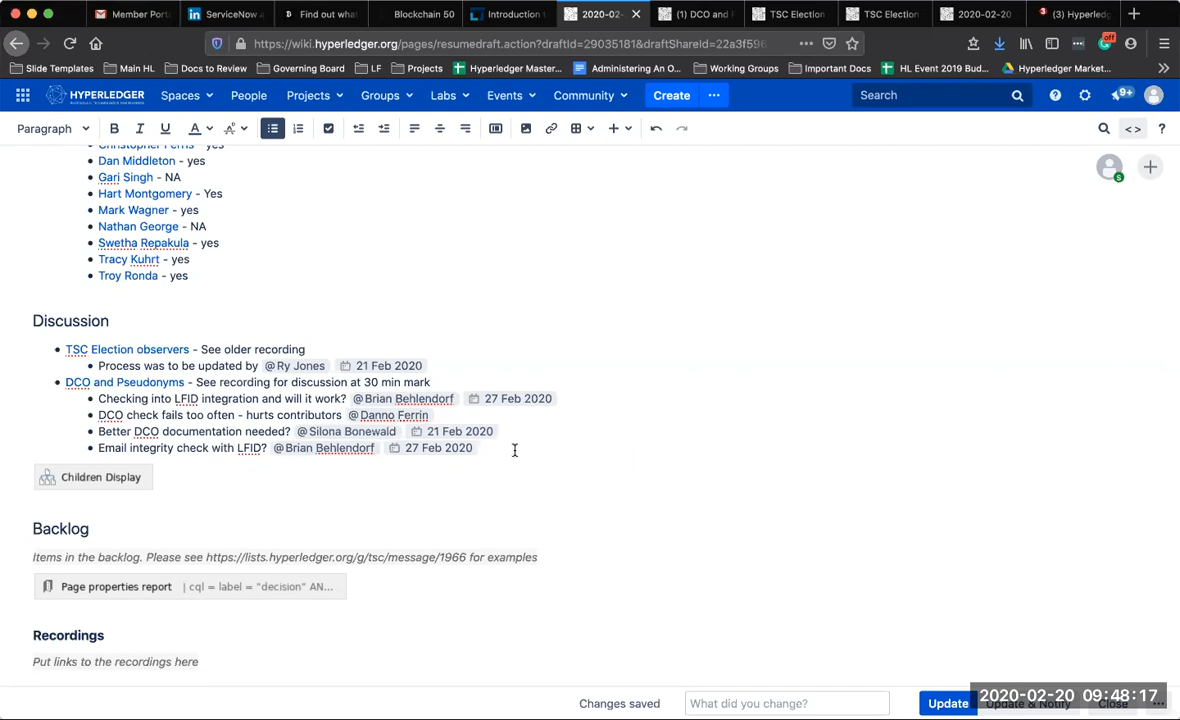 Member Port
ServiceNow
Find out what
Blockchain 50
Introduction
2020-02-
(1) DCO and
TSC Election
TSC Election
2020-02-20
(3) Hyperledg
https://wiki.hyperledger.org/pages/resumedraft.action?draftId=29035181&draftShareId=22a3f596
off
Slide Templates
Main HL
Docs to Review
Governing Board
LF
Projects
Hyperledger Master...
Administering An O...
Working Groups
Important Docs
HL Event 2019 Bud...
Hyperledger Market...
HYPERLEDGER
Spaces
People
Projects
Groups
Labs
Events
Community
Create
Search
9+
Paragraph
B I U A
Christopher Ferris - yes
Dan Middleton - yes
Gari Singh - NA
Hart Montgomery - Yes
Mark Wagner - yes
Nathan George - NA
Swetha Repakula - yes
Tracy Kuhrt - yes
Troy Ronda - yes
S
Discussion
TSC Election observers - See older recording
Process was to be updated by @Ry Jones 21 Feb 2020
DCO and Pseudonyms - See recording for discussion at 30 min mark
Checking into LFID integration and will it work? @Brian Behlendorf 27 Feb 2020
DCO check fails too often - hurts contributors @Danno Ferrin
Better DCO documentation needed? @Silona Bonewald 21 Feb 2020
Email integrity check with LFID? @Brian Behlendorf 27 Feb 2020
Children Display
Backlog
Items in the backlog. Please see https://lists.hyperledger.org/g/tsc/message/1966 for examples
Page properties report | cql = label = "decision" AN...
Recordings
Put links to the recordings here
Changes saved
What did you change?
Update
Update & Notify
Close
2020-02-20 09:48:17